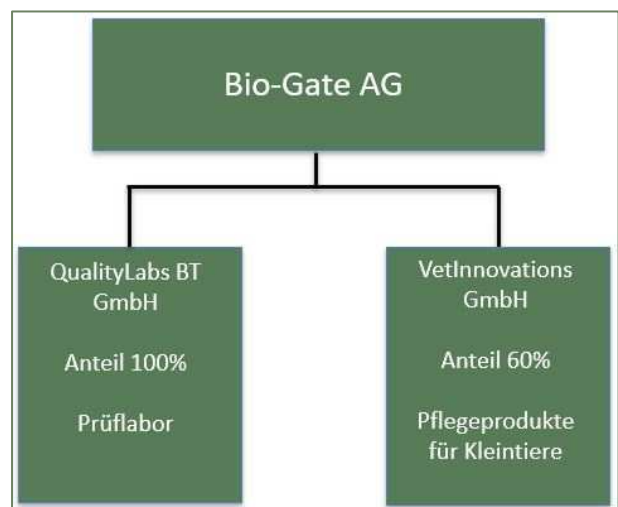 Bio-Gate AG
QualityLabs BT
GmbH
Anteil 100%
Prüflabor
VetInnovations
GmbH
Anteil 60%
Pflegeprodukte
für Kleintiere